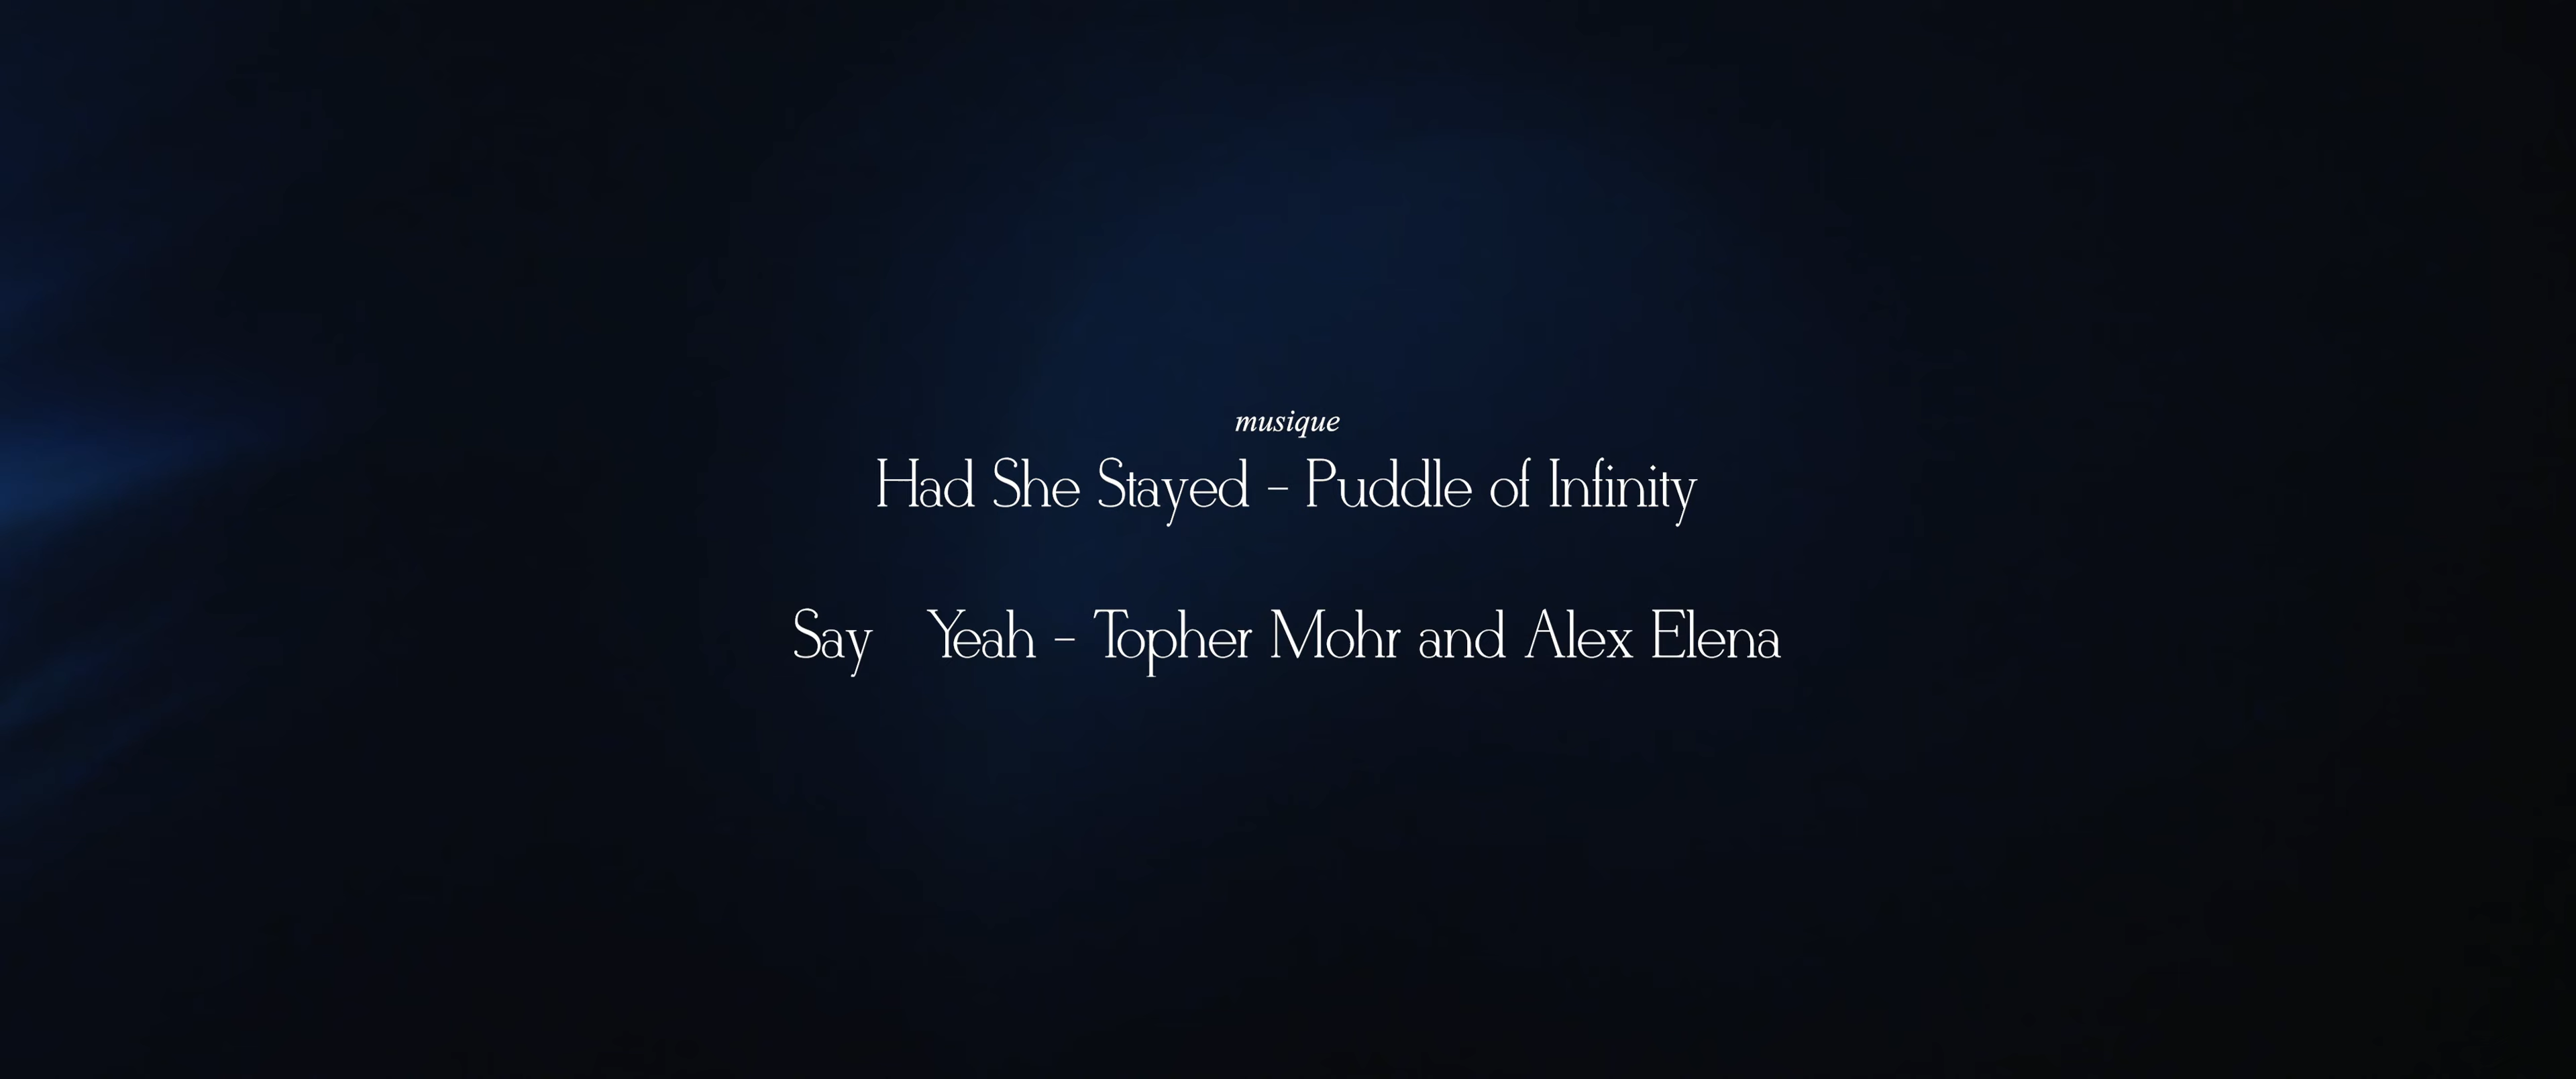 musique
Had She Stayed - Puddle of Infinity
Say Yeah - Topher Mohr and Alex Elena